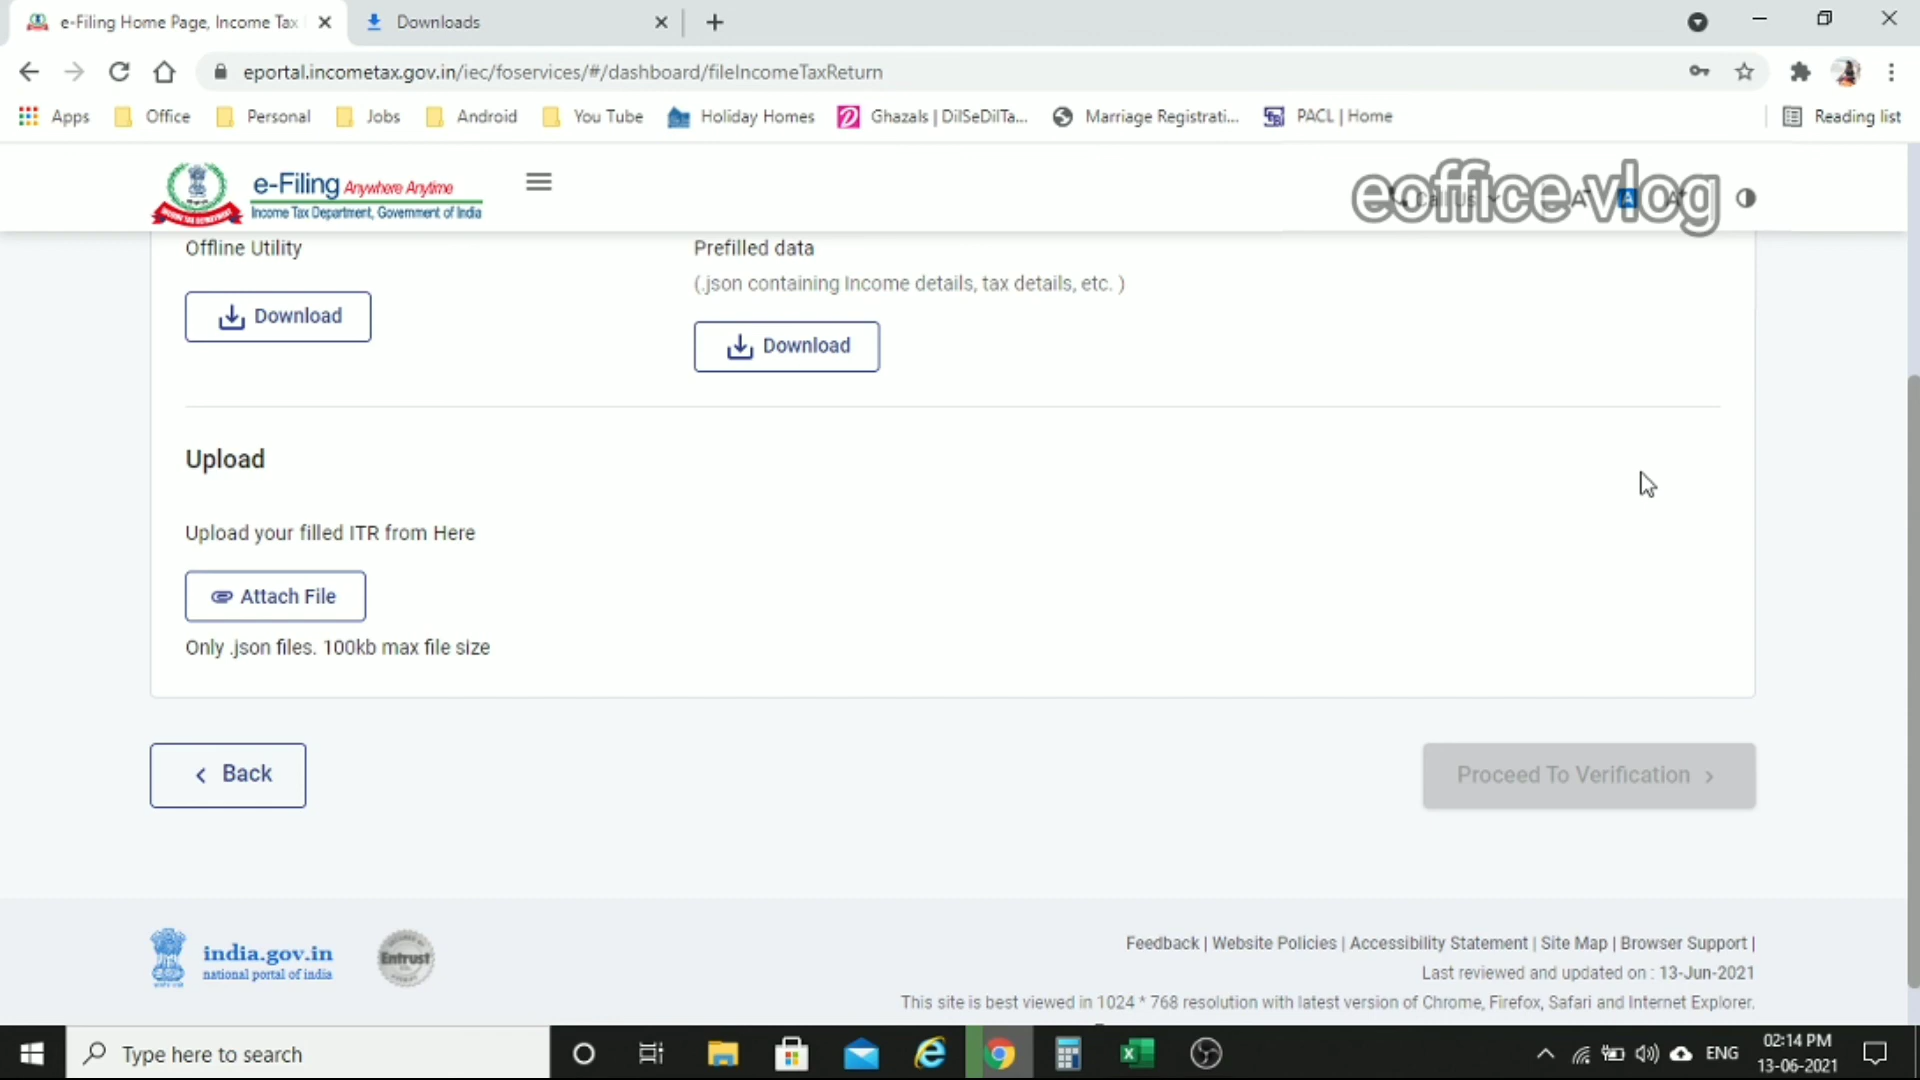 e-Filing Home Page, Income Tax
Downloads
eportal.incometax.gov.in/iec/foservices/#/dashboard/fileIncomeTaxReturn
Apps
Office
Personal
Jobs
Android
You Tube
Holiday Homes
Ghazals | DilSeDilTa...
Marriage Registrati...
PACL | Home
Reading list
e-Filing Anywhere Anytime
Income Tax Department, Government of India
eoffice vlog
Call Us
A
Offline Utility
Prefilled data
(.json containing Income details, tax details, etc. )
Download
Download
Upload
Upload your filled ITR from Here
Attach File
Only .json files. 100kb max file size
< Back
Proceed To Verification >
india.gov.in
national portal of india
Entrust
Feedback | Website Policies | Accessibility Statement | Site Map | Browser Support |
Last reviewed and updated on : 13-Jun-2021
This site is best viewed in 1024 * 768 resolution with latest version of Chrome, Firefox, Safari and Internet Explorer.
Type here to search
ENG
02:14 PM
13-06-2021